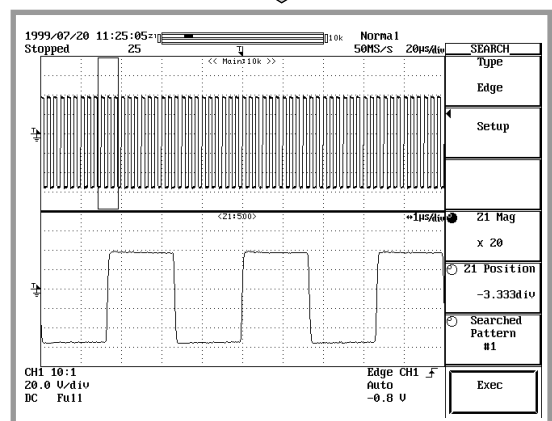 1999/07/20 11:25:05 Z1 10k Normal
Stopped 25 50MS/s 20µs/div
<< Main:10k >>
<Z1:500> 1µs/div
SEARCH
Type
Edge
Setup
Z1 Mag
x 20
Z1 Position
-3.333div
Searched
Pattern
#1
Exec
CH1 10:1
20.0 V/div
DC Full
Edge CH1
Auto
-0.8 V